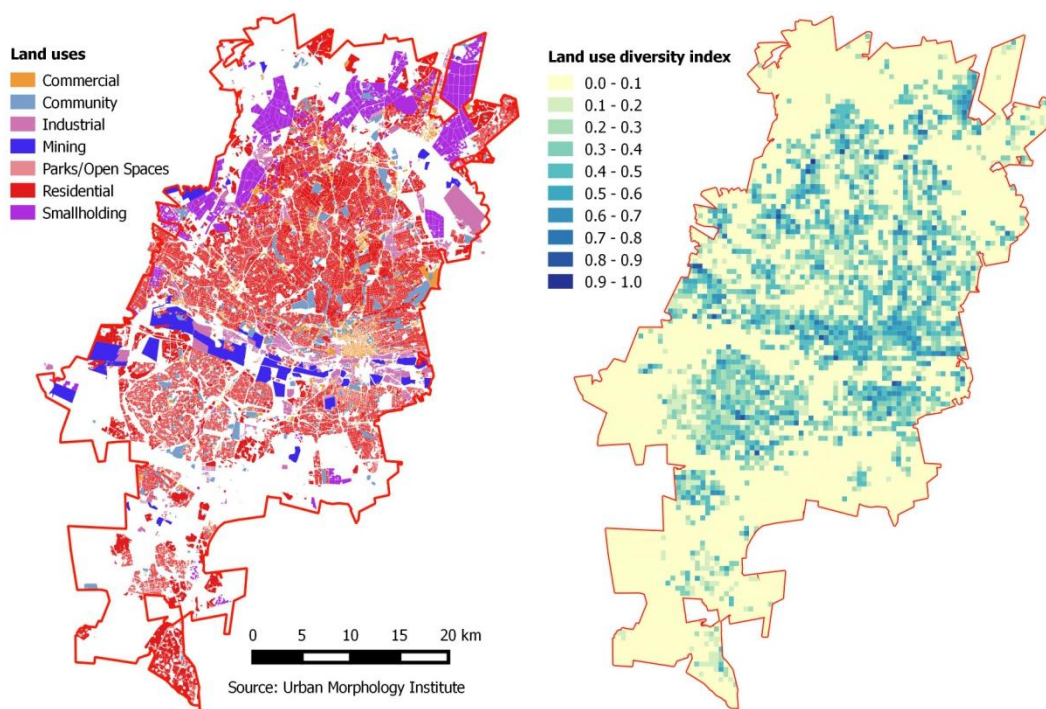 Land uses
Commercial
Community
Industrial
Mining
Parks/Open Spaces
Residential
Smallholding
0 5 10 15 20 km
Source: Urban Morphology Institute
Land use diversity index
0.0 - 0.1
0.1 - 0.2
0.2 - 0.3
0.3 - 0.4
0.4 - 0.5
0.5 - 0.6
0.6 - 0.7
0.7 - 0.8
0.8 - 0.9
0.9 - 1.0